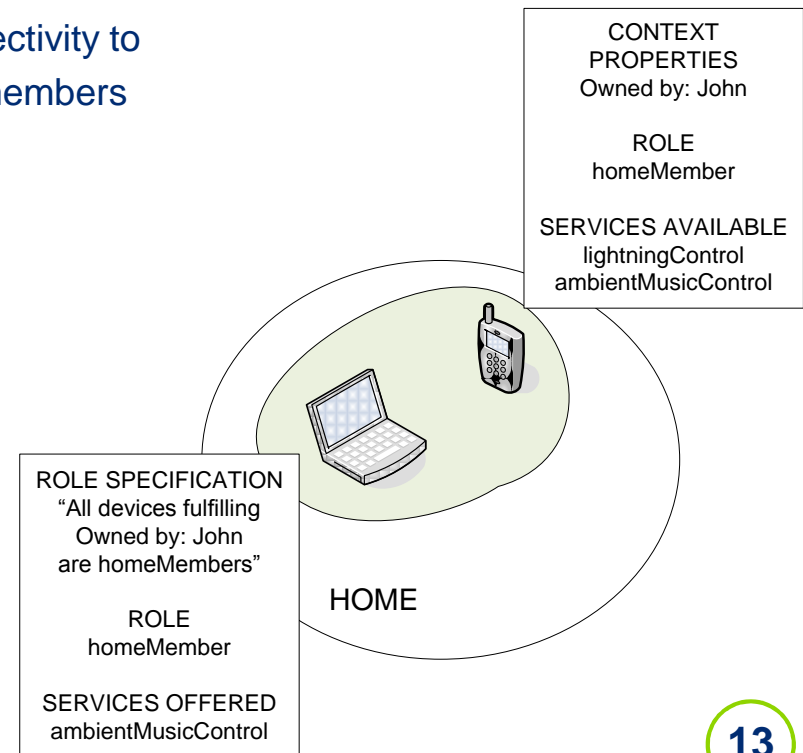 ectivity to
nembers
CONTEXT
PROPERTIES
Owned by: John
ROLE
homeMember
SERVICES AVAILABLE
lightningControl
ambientMusicControl
ROLE SPECIFICATION
“All devices fulfilling
Owned by: John
are homeMembers”
ROLE
homeMember
SERVICES OFFERED
ambientMusicControl
HOME
13